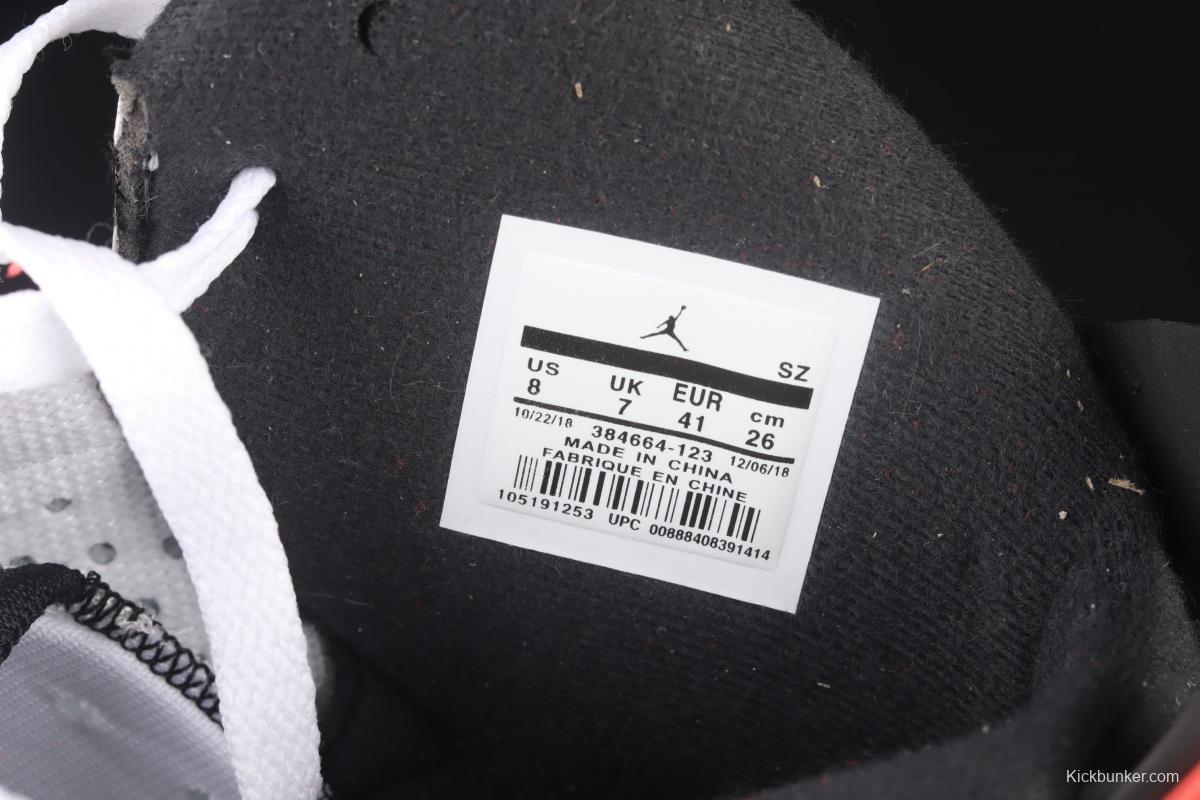 SZ
US UK EUR cm
8 7 41 26
10/22/18 384664-123 12/06/18
MADE IN CHINA
FABRIQUE EN CHINE
105191253 UPC 00888408391414
Kickbunker.com